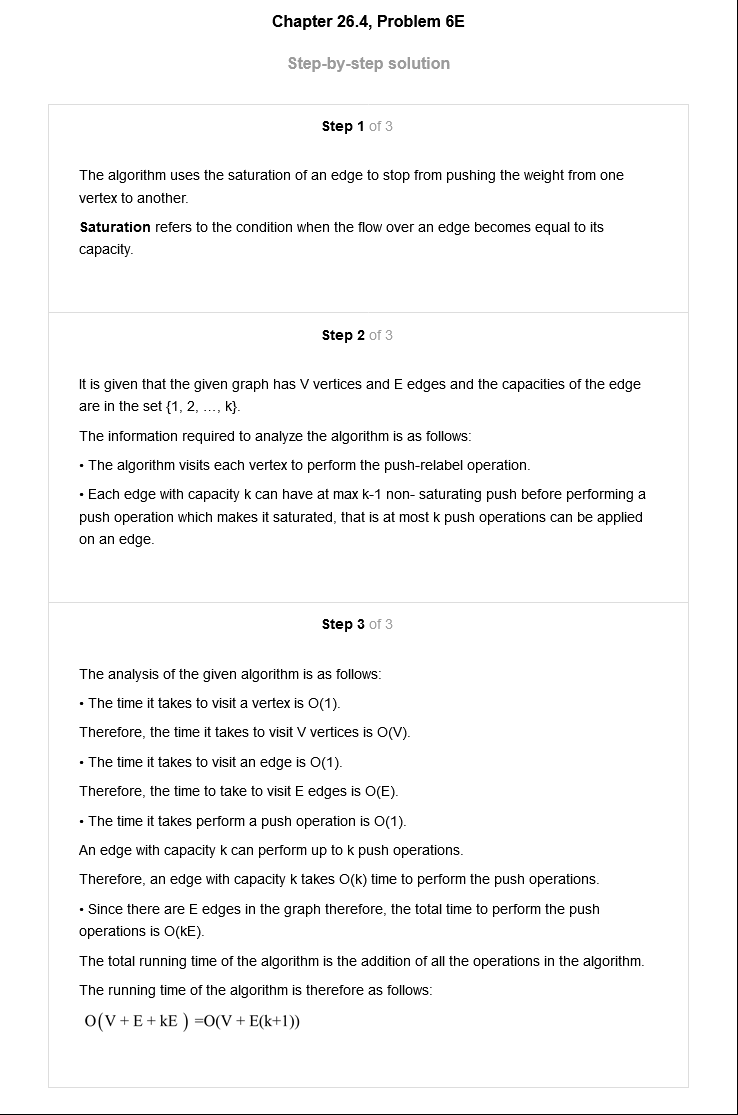 Chapter 26.4, Problem 6E
Step-by-step solution
Step 1 of 3
The algorithm uses the saturation of an edge to stop from pushing the weight from one
vertex to another.
Saturation refers to the condition when the flow over an edge becomes equal to its
capacity.
Step 2 of 3
It is given that the given graph has V vertices and E edges and the capacities of the edge
are in the set {1, 2, ..., k}.
The information required to analyze the algorithm is as follows:
• The algorithm visits each vertex to perform the push-relabel operation.
• Each edge with capacity k can have at max k-1 non- saturating push before performing a
push operation which makes it saturated, that is at most k push operations can be applied
on an edge.
Step 3 of 3
The analysis of the given algorithm is as follows:
• The time it takes to visit a vertex is O(1).
Therefore, the time it takes to visit V vertices is O(V).
• The time it takes to visit an edge is O(1).
Therefore, the time to take to visit E edges is O(E).
• The time it takes perform a push operation is O(1).
An edge with capacity k can perform up to k push operations.
Therefore, an edge with capacity k takes O(k) time to perform the push operations.
• Since there are E edges in the graph therefore, the total time to perform the push
operations is O(kE).
The total running time of the algorithm is the addition of all the operations in the algorithm.
The running time of the algorithm is therefore as follows:
O(V + E + kE ) =O(V + E(k+1))